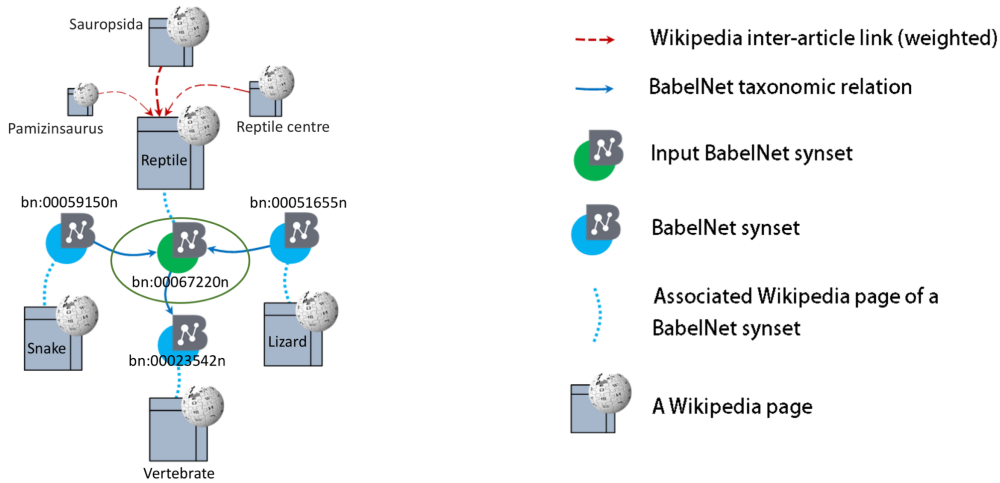 Sauropsida
Pamizinsaurus
Reptile centre
Reptile
bn:00059150n
bn:00051655n
bn:00067220n
Snake
Lizard
bn:00023542n
Vertebrate
Wikipedia inter-article link (weighted)
BabelNet taxonomic relation
Input BabelNet synset
BabelNet synset
Associated Wikipedia page of a
BabelNet synset
A Wikipedia page